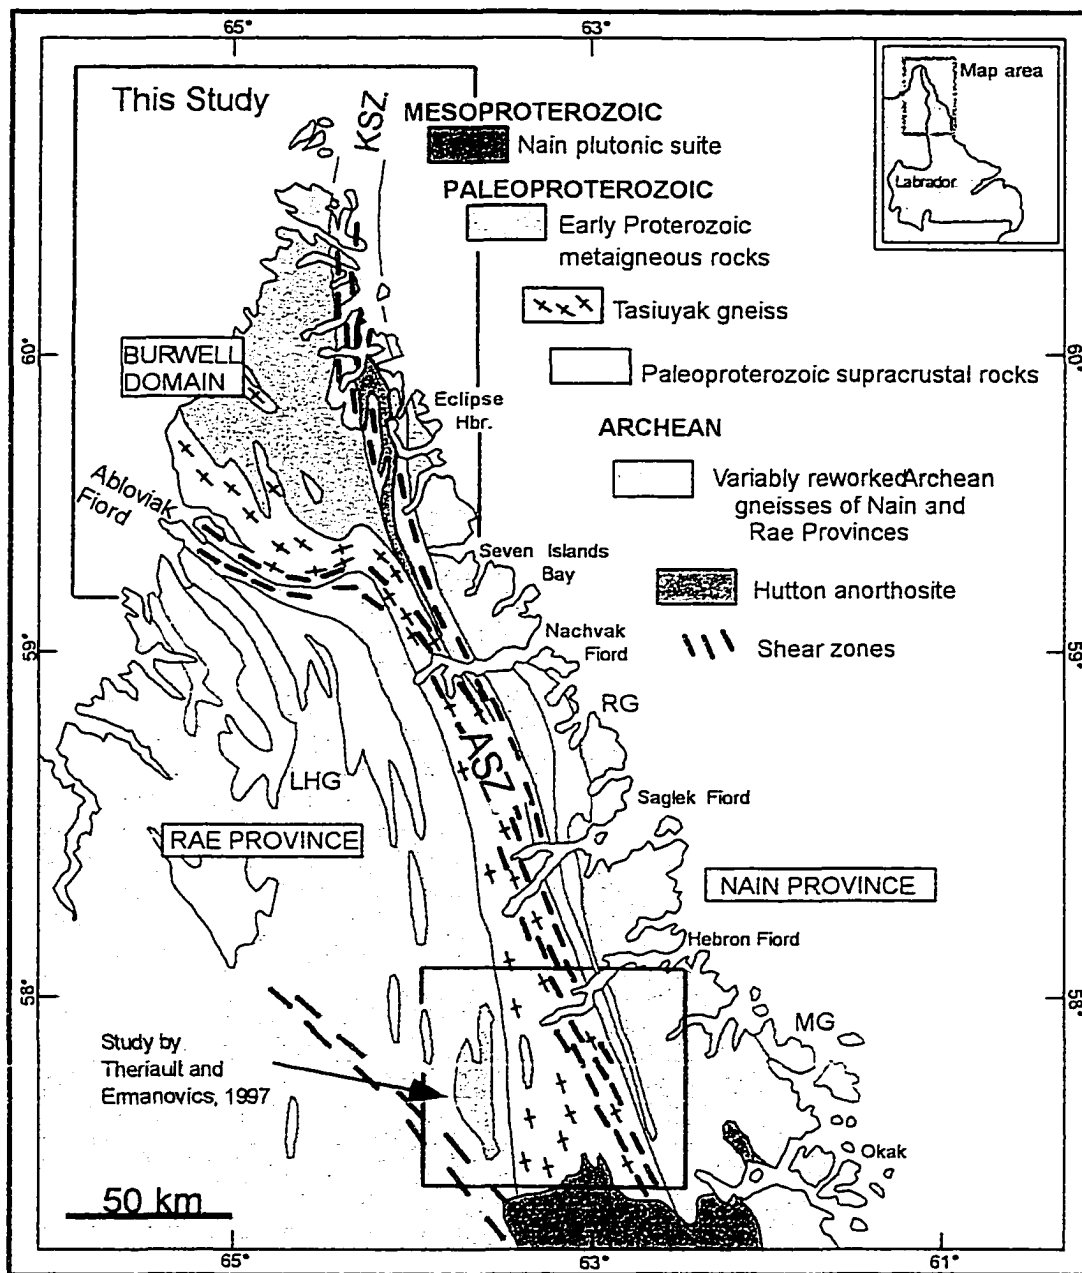 65°
63°
This Study
KSZ
MESOPROTEROZOIC
Nain plutonic suite
PALEOPROTEROZOIC
Early Proterozoic
metaigneous rocks
Tasiuyak gneiss
Paleoproterozoic supracrustal rocks
ARCHEAN
Variably reworkedArchean
gneisses of Nain and
Rae Provinces
Hutton anorthosite
Shear zones
Map area
Labrador
60°
60°
BURWELL
DOMAIN
Eclipse
Hbr.
Abloviak
Fiord
Seven Islands
Bay
Nachvak
Fiord
59°
59°
RG
ASZ
LHG
Saglek Fiord
RAE PROVINCE
NAIN PROVINCE
Hebron Fiord
58°
58°
MG
Study by
Theriault and
Ermanovics, 1997
Okak
50 km
65°
63°
61°